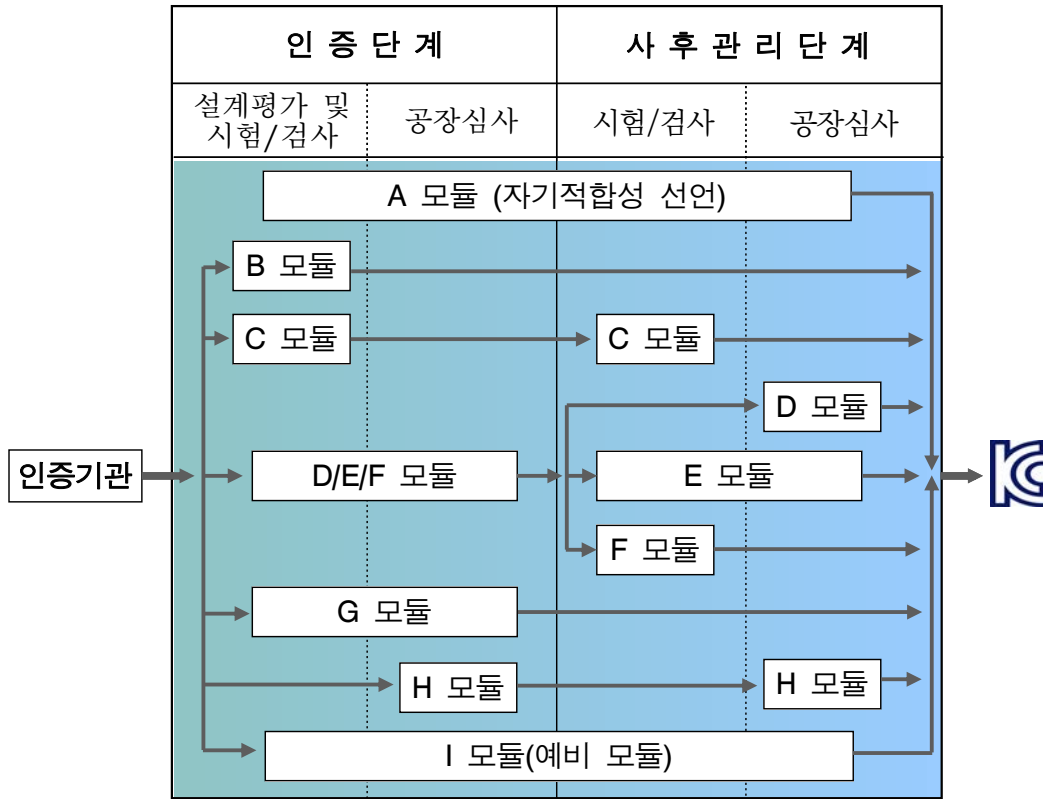 인 증 단 계
사 후 관 리 단 계
설계평가 및
시험/검사
공장심사
시험/검사
공장심사
A 모듈 (자기적합성 선언)
B 모듈
C 모듈
C 모듈
D 모듈
인증기관
D/E/F 모듈
E 모듈
KC
F 모듈
G 모듈
H 모듈
H 모듈
I 모듈(예비 모듈)